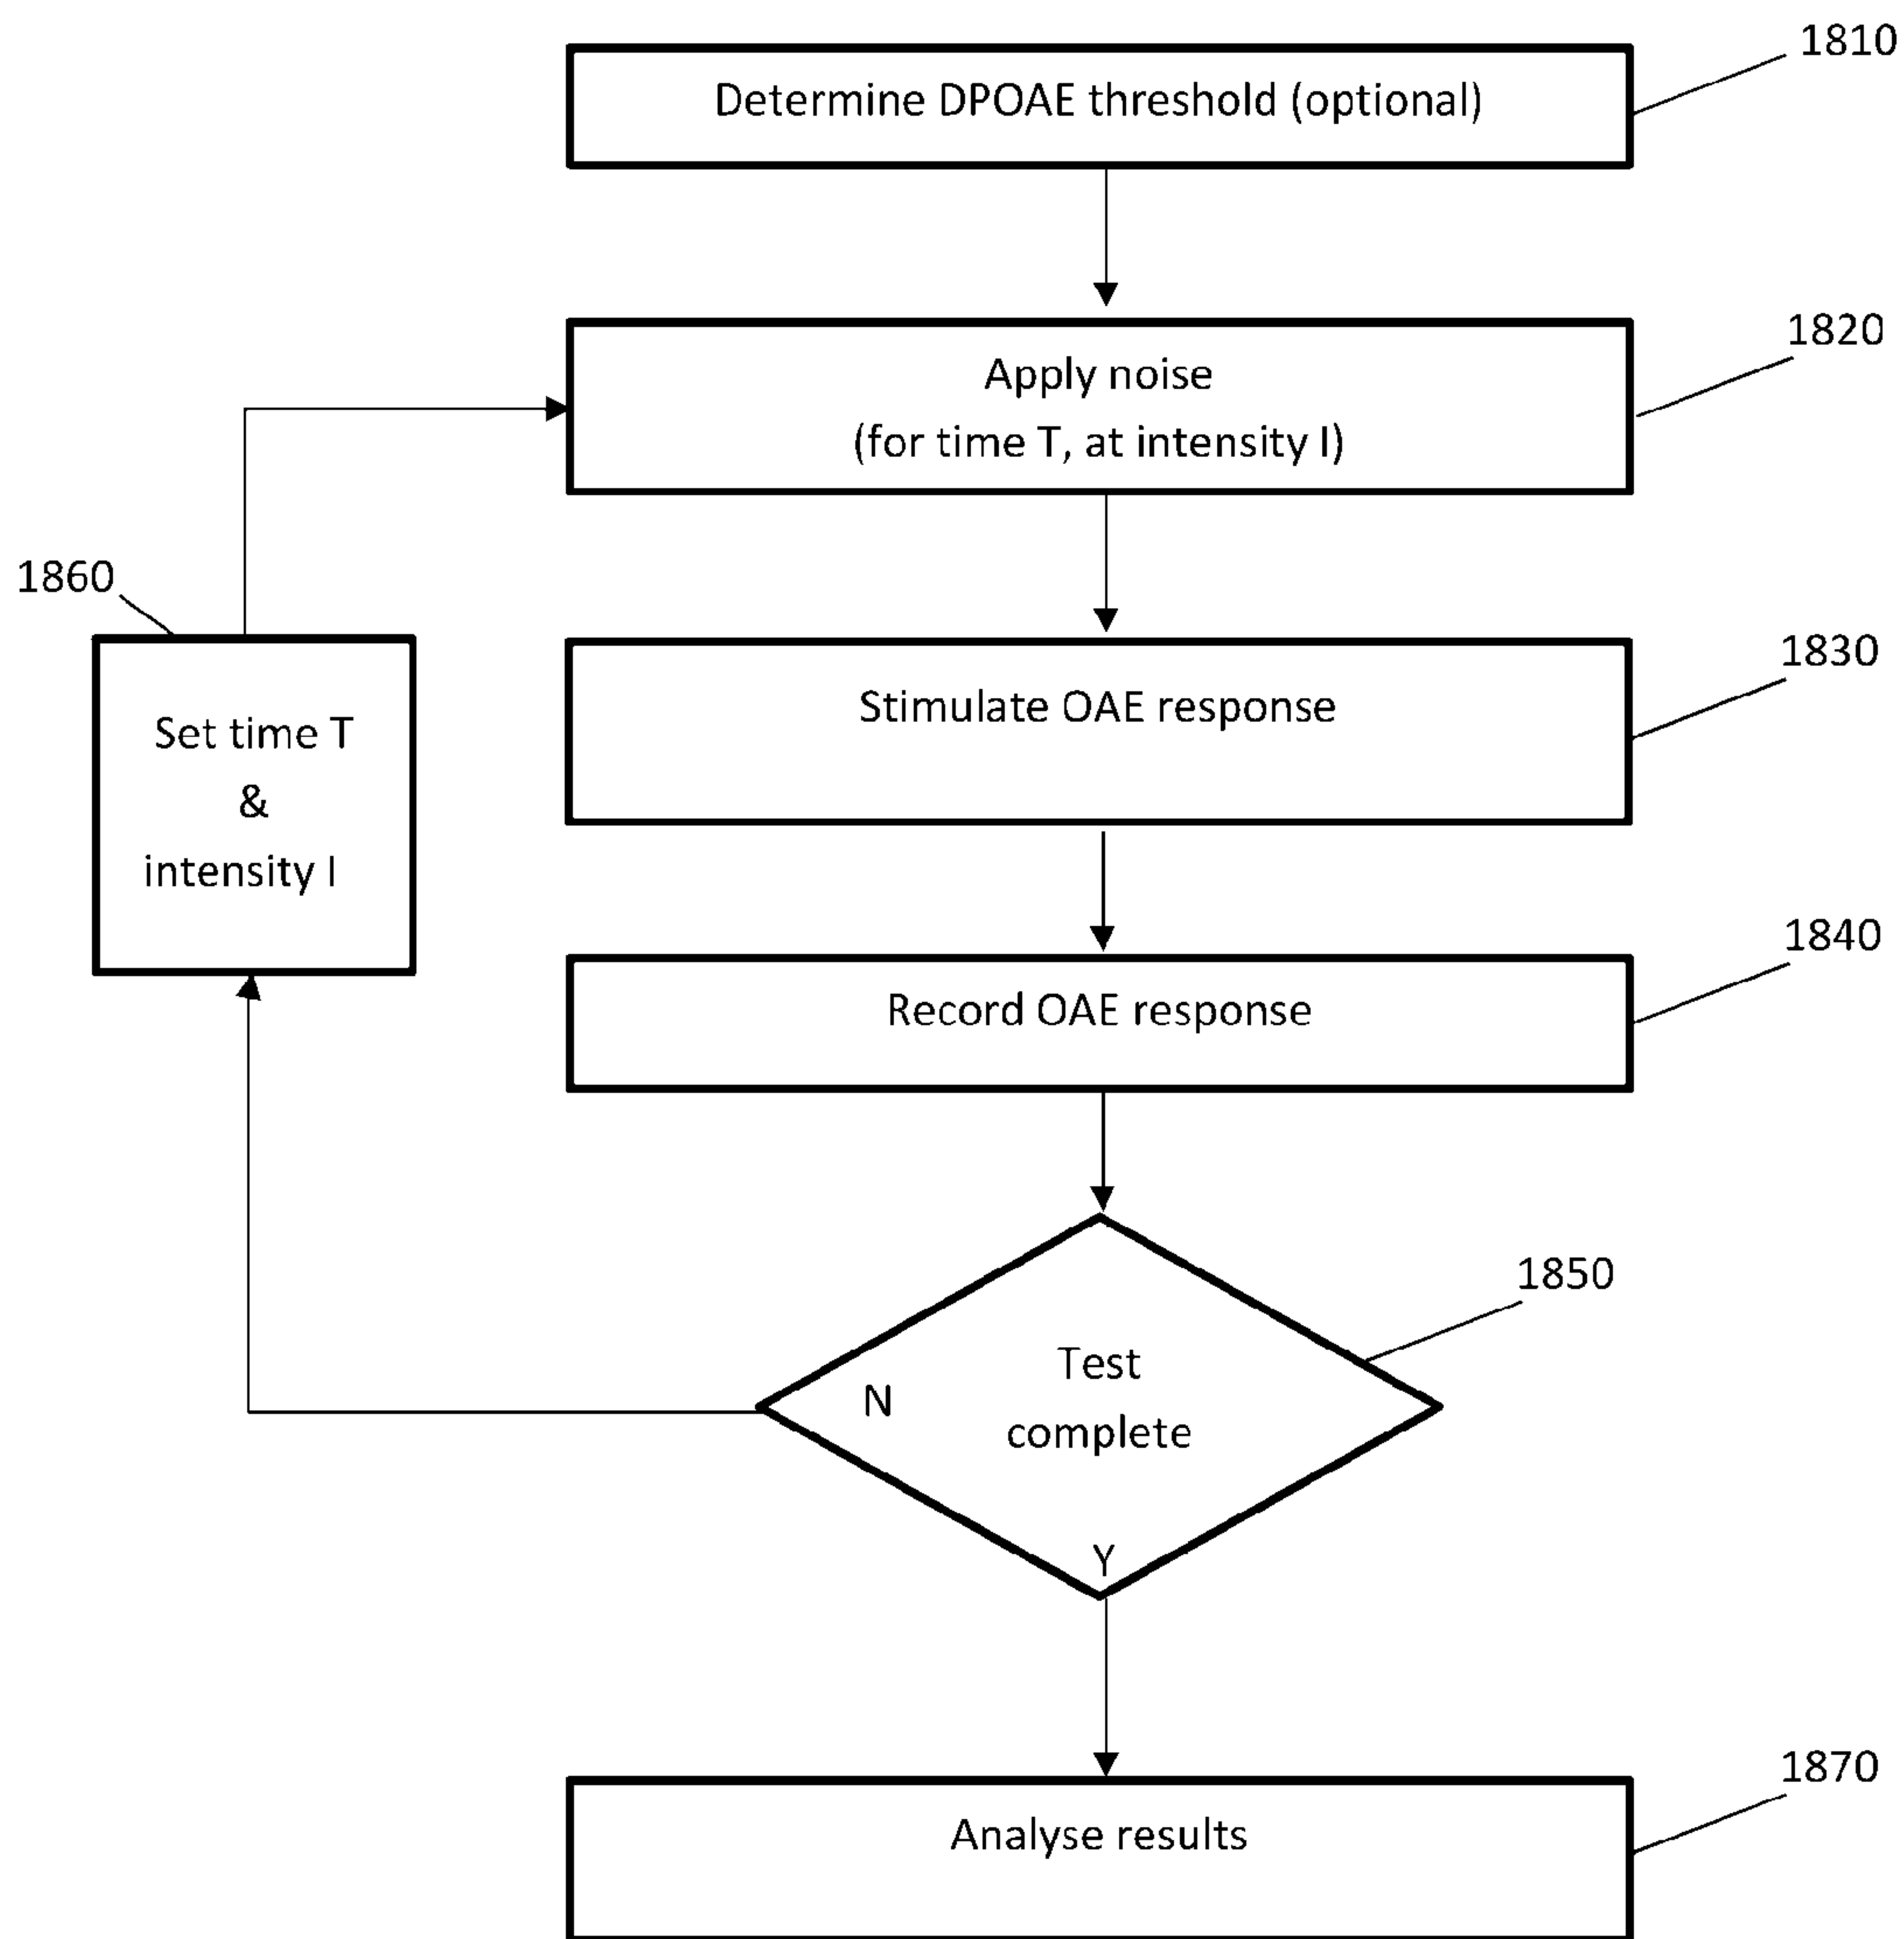 1810
Determine DPOAE threshold (optional)
1820
Apply noise
(for time T, at intensity I)
1860
1830
Set time T
&
intensity I
Stimulate OAE response
1840
Record OAE response
1850
Test
complete
N
Y
1870
Analyse results